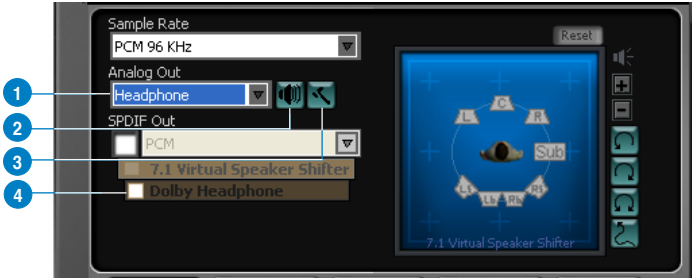 Sample Rate
PCM 96 KHz
Analog Out
Headphone
SPDIF Out
PCM
7.1 Virtual Speaker Shifter
Dolby Headphone
1
2
3
4
Reset
C
L
R
Sub
Ls
Lb
Rb
Rs
7.1 Virtual Speaker Shifter